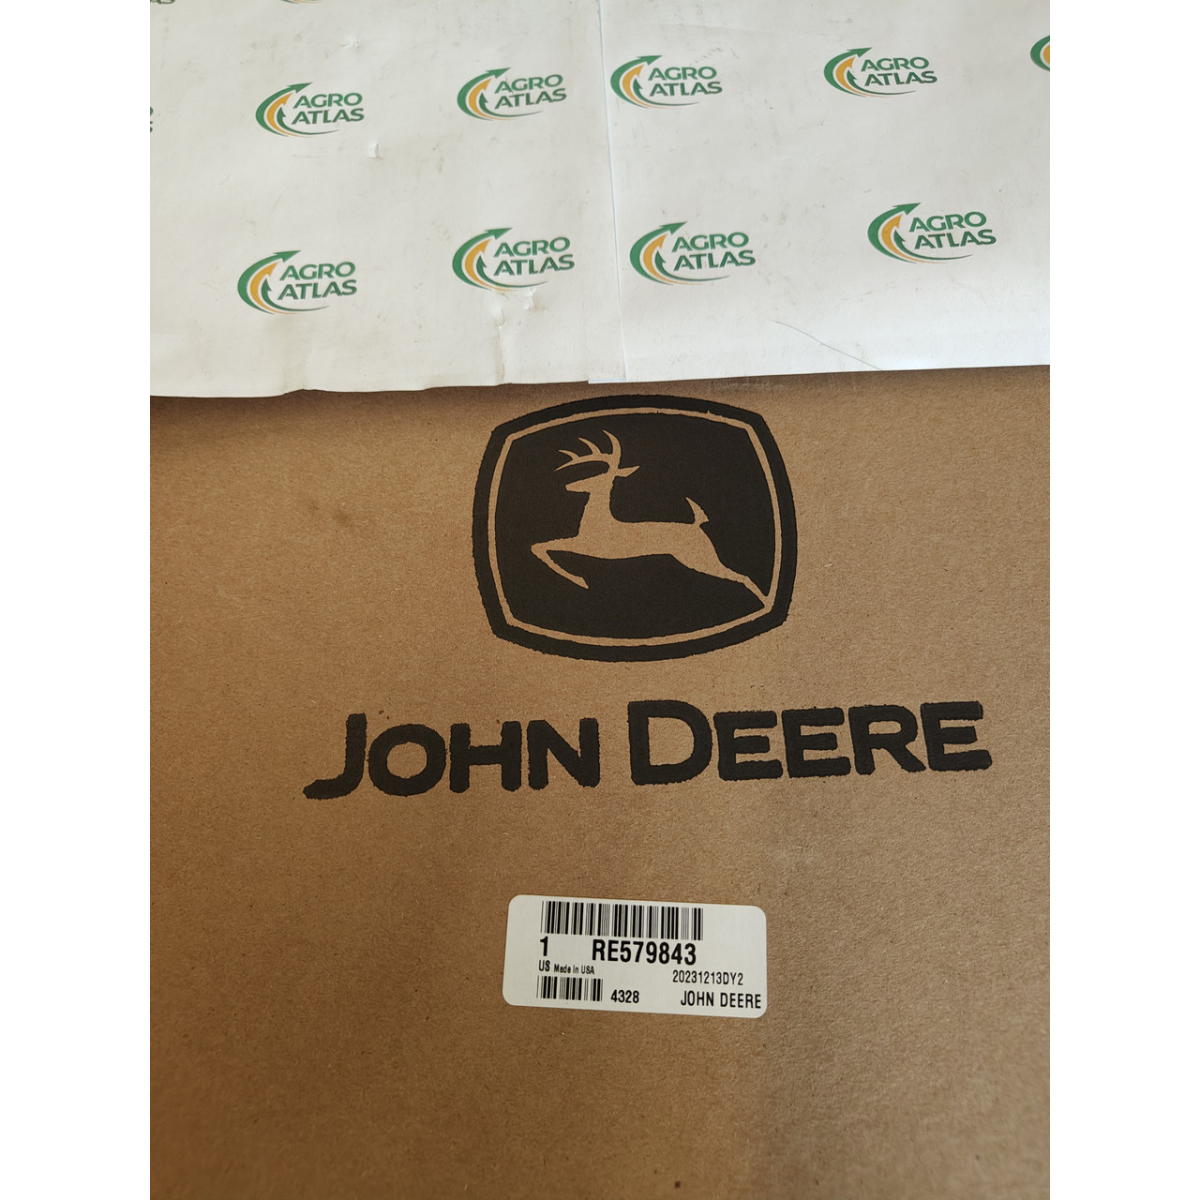 AGRO
ATLAS
AGRO
ATLAS
AGRO
ATLAS
AGRO
ATLAS
AGRO
ATLAS
AGRO
ATLAS
AGRO
ATLAS
AGRO
ATLAS
JOHN DEERE
1 RE579843
US Made in USA
20231213DY2
4328 JOHN DEERE